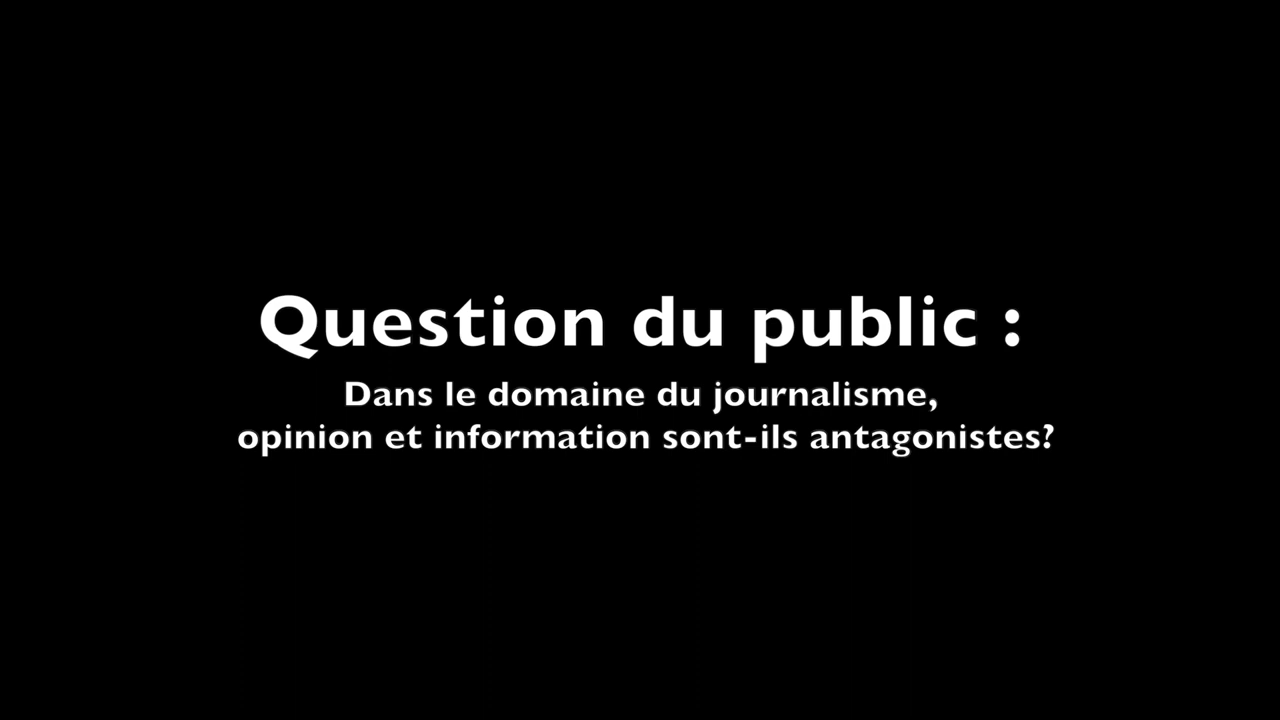 Question du public :
Dans le domaine du journalisme,
opinion et information sont-ils antagonistes?